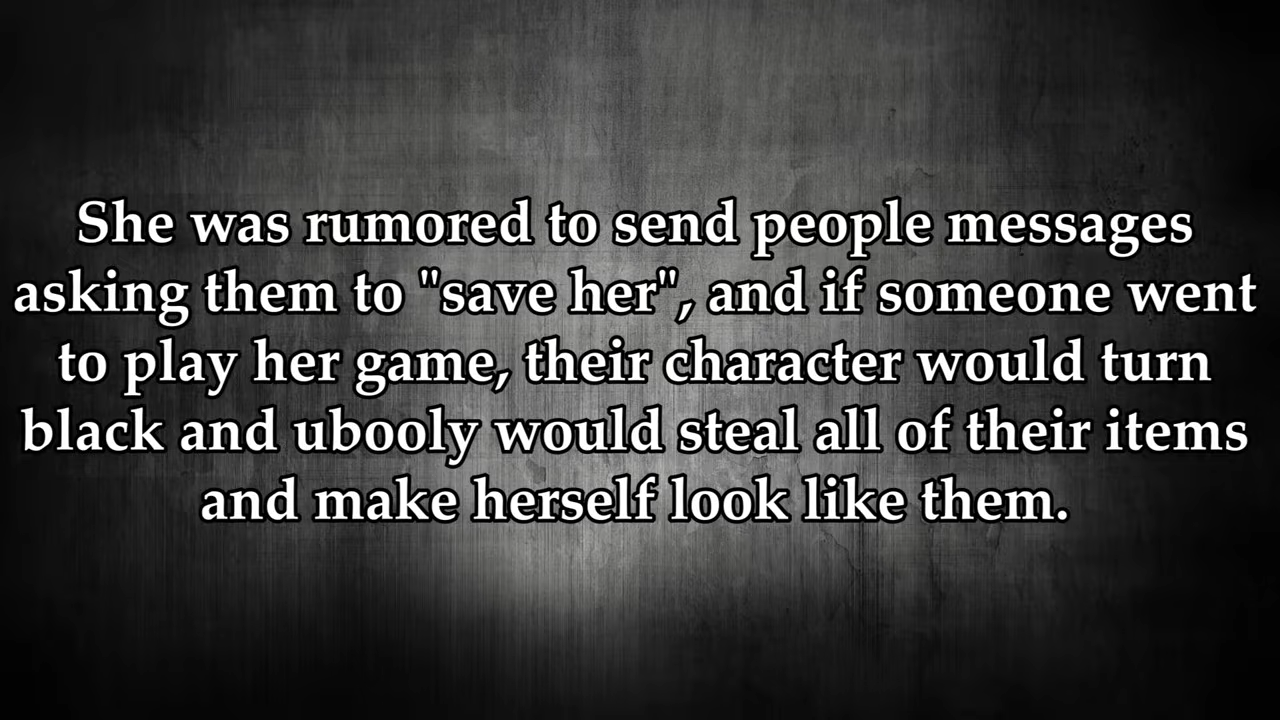 She was rumored to send people messages
asking them to "save her", and if someone went
to play her game, their character would turn
black and ubooly would steal all of their items
and make herself look like them.